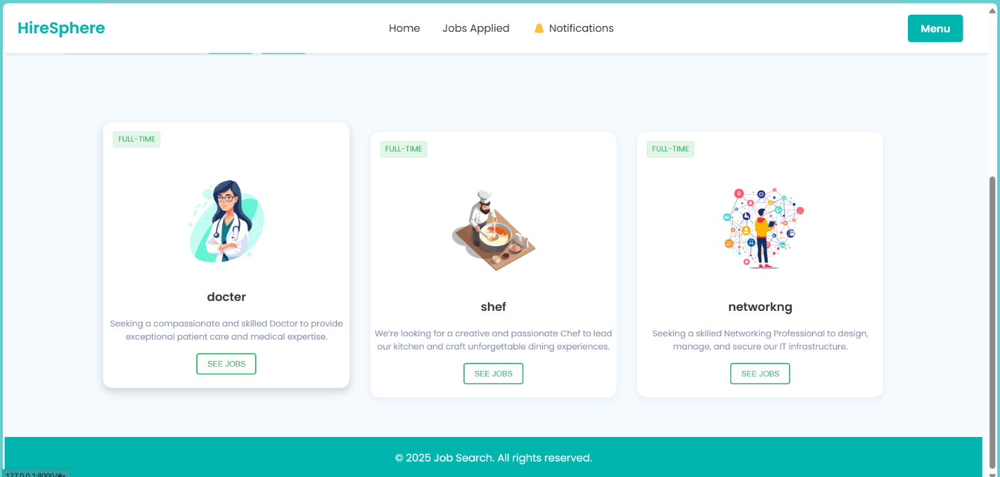 HireSphere
Home Jobs Applied 🔔 Notifications
Menu
FULL-TIME
docter
Seeking a compassionate and skilled Doctor to provide
exceptional patient care and medical expertise.
SEE JOBS
FULL-TIME
shef
We’re looking for a creative and passionate Chef to lead
our kitchen and craft unforgettable dining experiences.
SEE JOBS
FULL-TIME
networkng
Seeking a skilled Networking Professional to design,
manage, and secure our IT infrastructure.
SEE JOBS
© 2025 Job Search. All rights reserved.
127.0.0.1:8000/#x